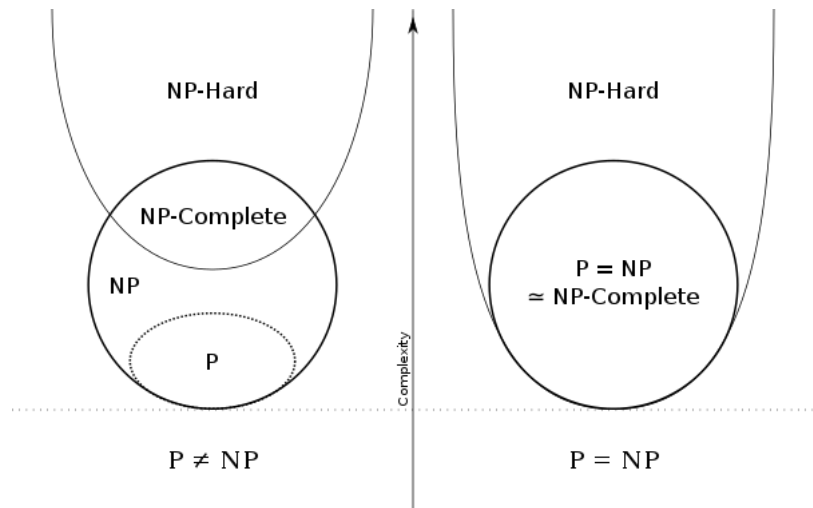 NP-Hard
NP-Complete
NP
P
P ≠ NP
Complexity
NP-Hard
P = NP
≃ NP-Complete
P = NP